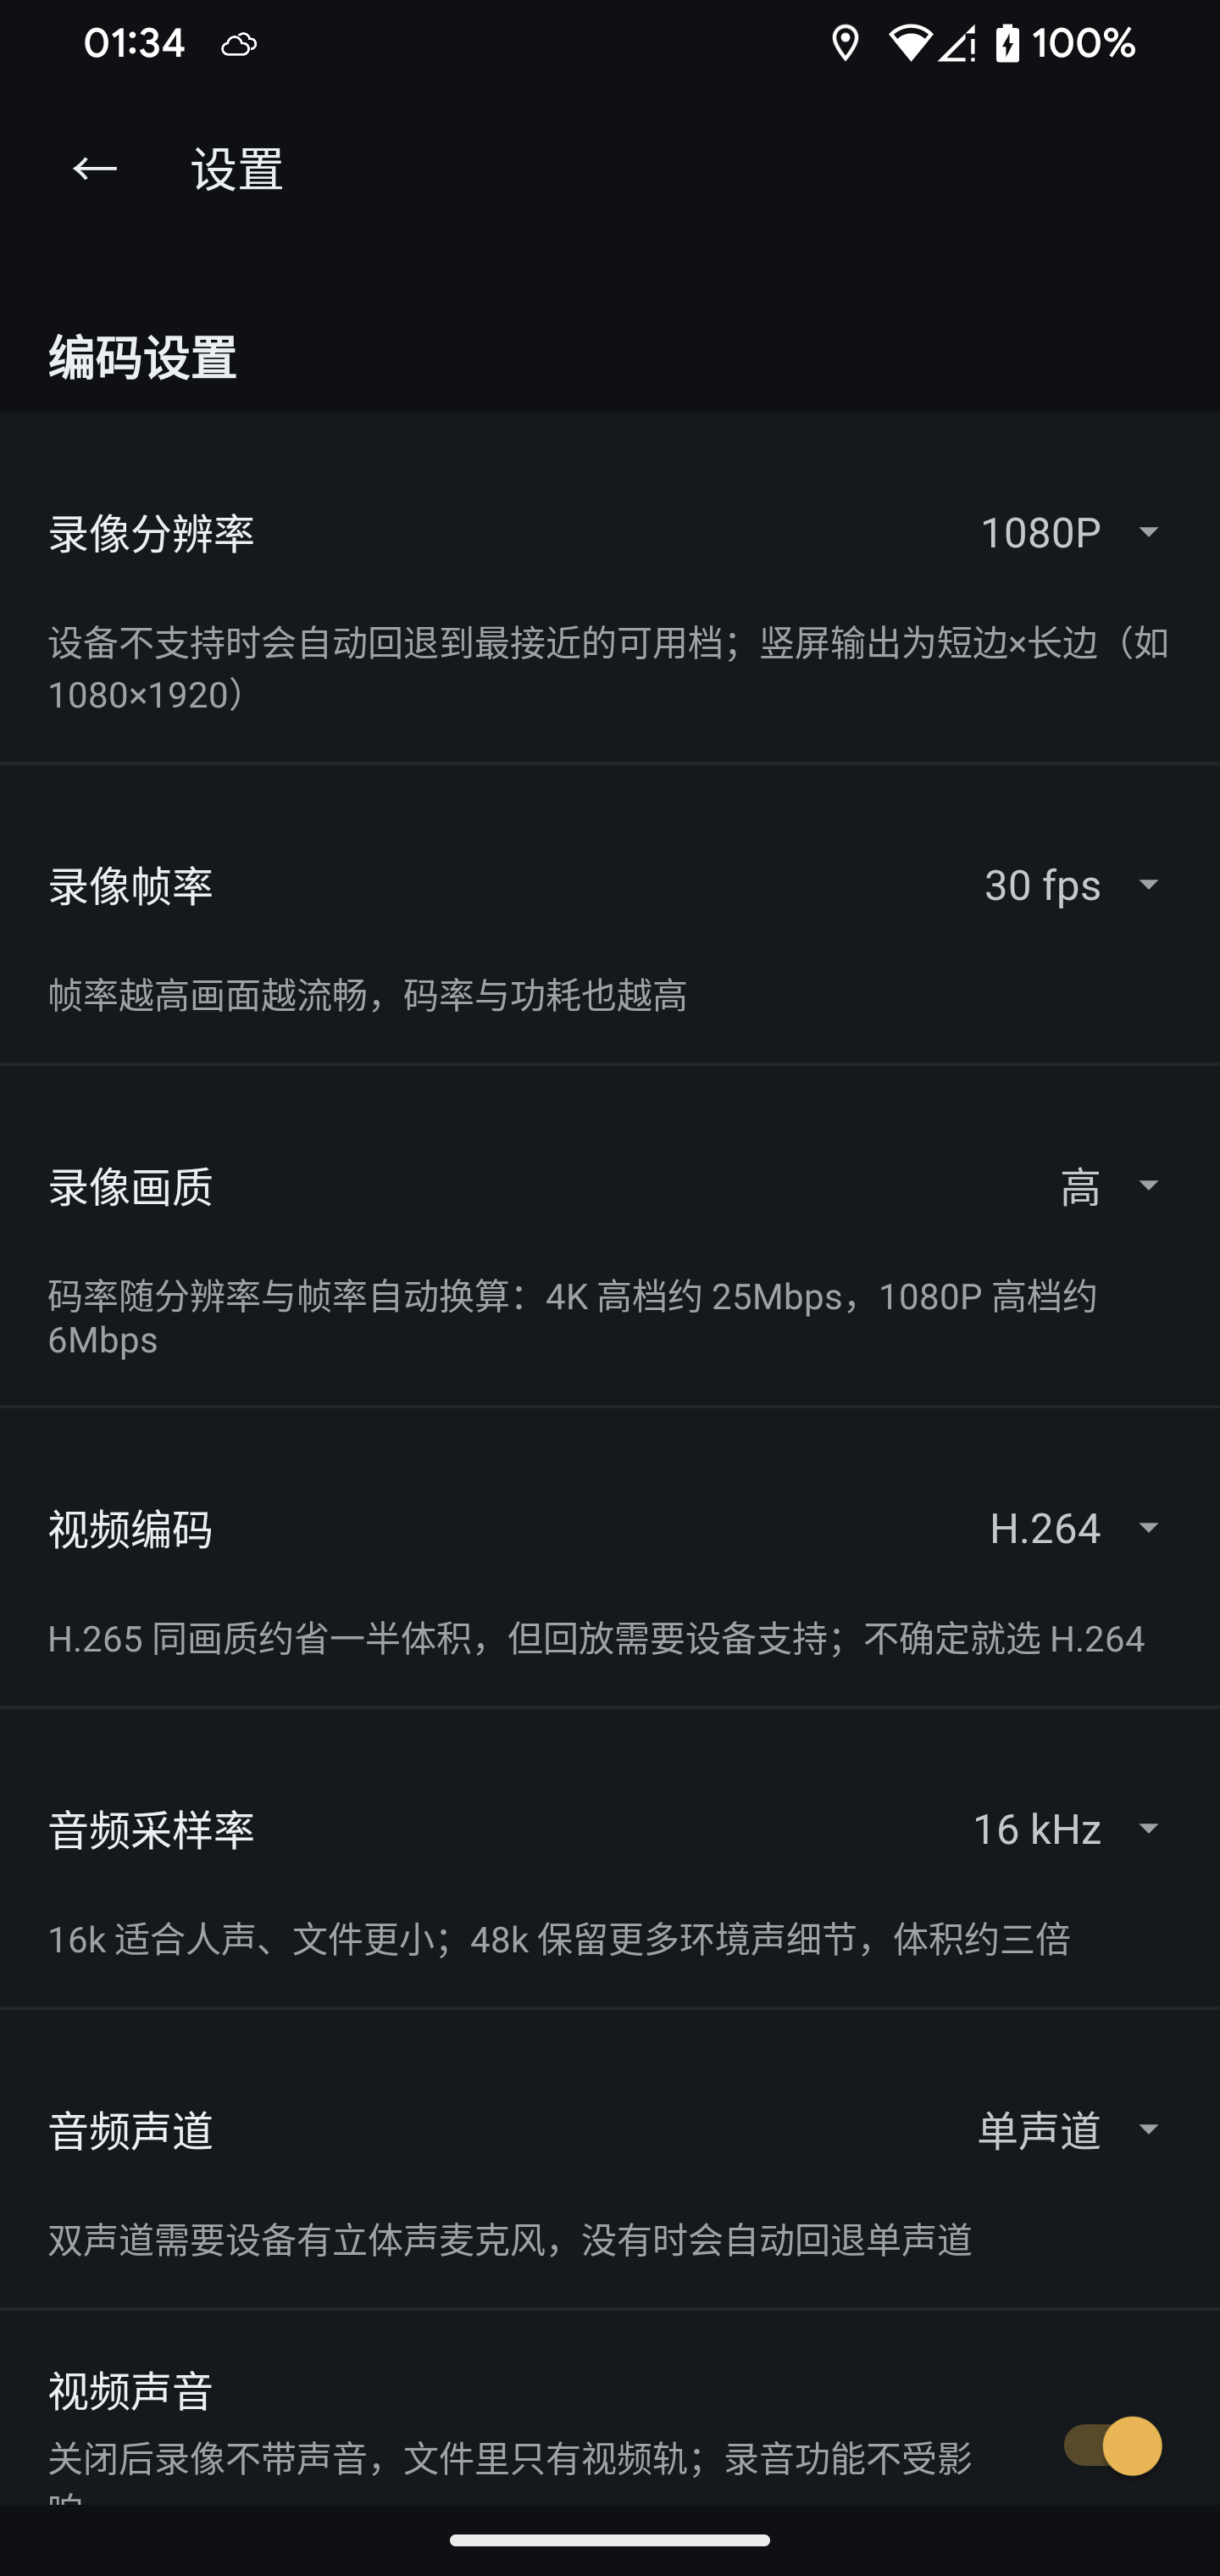 01:34
100%
设置
编码设置
录像分辨率
1080P
设备不支持时会自动回退到最接近的可用档；竖屏输出为短边×长边（如
1080×1920）
录像帧率
30 fps
帧率越高画面越流畅，码率与功耗也越高
录像画质
高
码率随分辨率与帧率自动换算：4K 高档约 25Mbps，1080P 高档约
6Mbps
视频编码
H.264
H.265 同画质约省一半体积，但回放需要设备支持；不确定就选 H.264
音频采样率
16 kHz
16k 适合人声、文件更小；48k 保留更多环境声细节，体积约三倍
音频声道
单声道
双声道需要设备有立体声麦克风，没有时会自动回退单声道
视频声音
关闭后录像不带声音，文件里只有视频轨；录音功能不受影